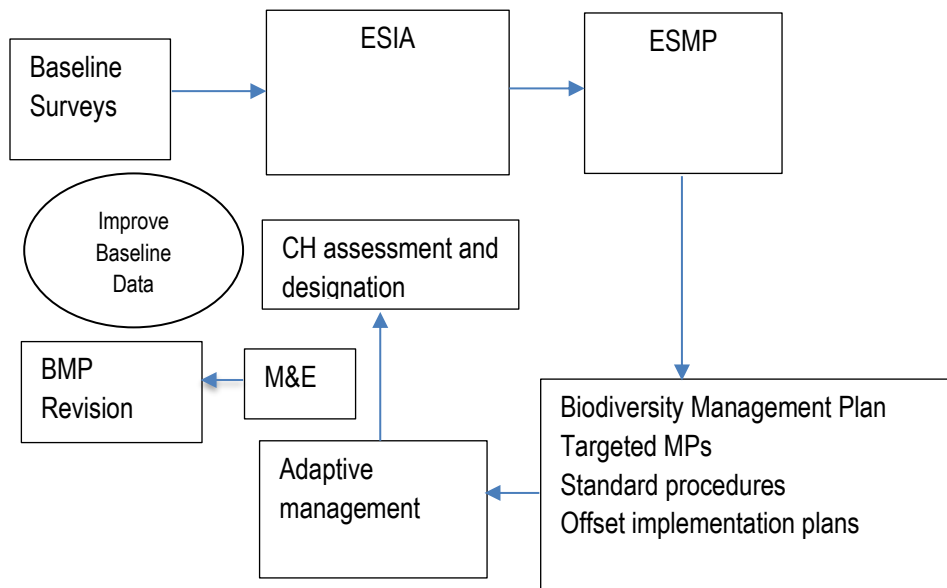 Baseline
Surveys
ESIA
ESMP
Improve
Baseline
Data
CH assessment and
designation
BMP
Revision
M&E
Adaptive
management
Biodiversity Management Plan
Targeted MPs
Standard procedures
Offset implementation plans